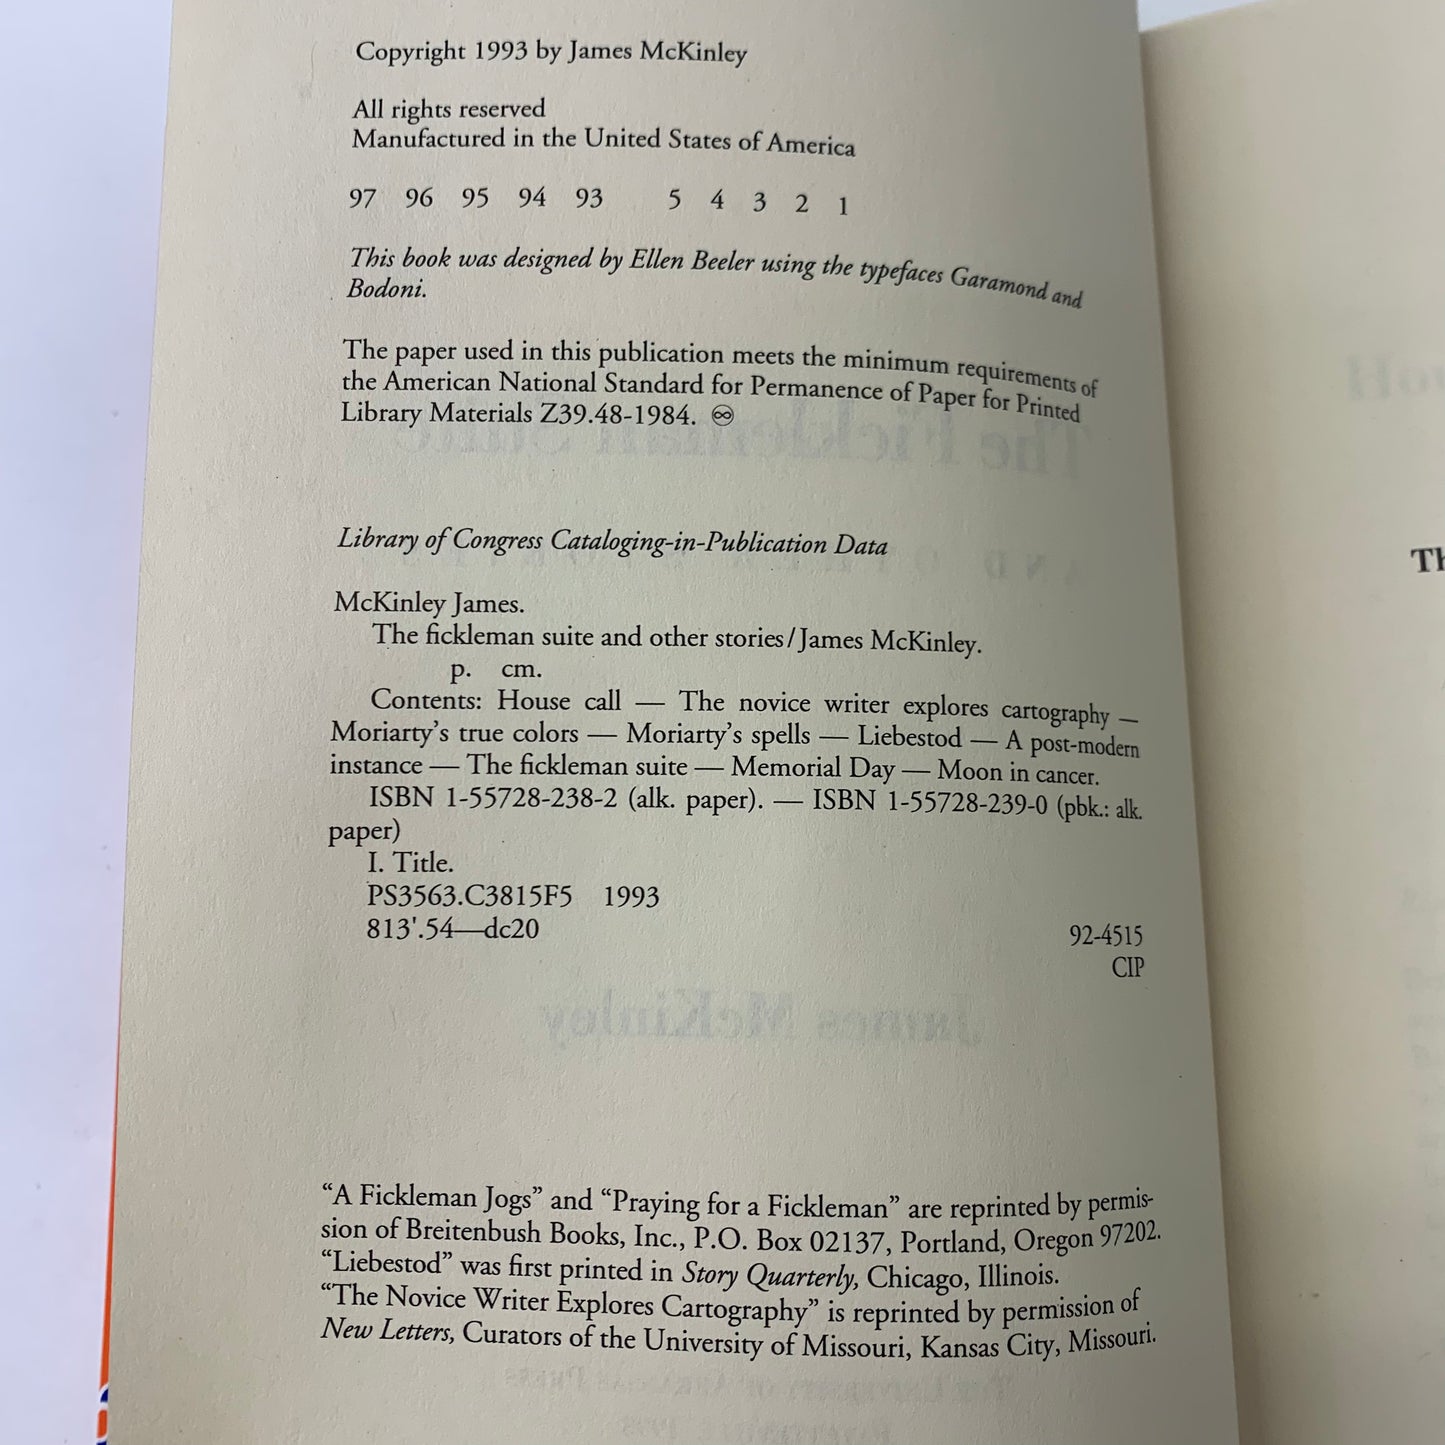 Copyright 1993 by James McKinley
All rights reserved
Manufactured in the United States of America
97 96 95 94 93 5 4 3 2 1
This book was designed by Ellen Beeler using the typefaces Garamond and
Bodoni.
The paper used in this publication meets the minimum requirements of
the American National Standard for Permanence of Paper for Printed
Library Materials Z39.48-1984. ♾
Library of Congress Cataloging-in-Publication Data
McKinley James.
The fickleman suite and other stories/James McKinley.
p. cm.
Contents: House call — The novice writer explores cartography —
Moriarty's true colors — Moriarty's spells — Liebestod — A post-modern
instance — The fickleman suite — Memorial Day — Moon in cancer.
ISBN 1-55728-238-2 (alk. paper). — ISBN 1-55728-239-0 (pbk.: alk.
paper)
I. Title.
PS3563.C3815F5 1993
813'.54—dc20
92-4515
CIP
“A Fickleman Jogs” and “Praying for a Fickleman” are reprinted by permis-
sion of Breitenbush Books, Inc., P.O. Box 02137, Portland, Oregon 97202.
“Liebestod” was first printed in Story Quarterly, Chicago, Illinois.
“The Novice Writer Explores Cartography” is reprinted by permission of
New Letters, Curators of the University of Missouri, Kansas City, Missouri.